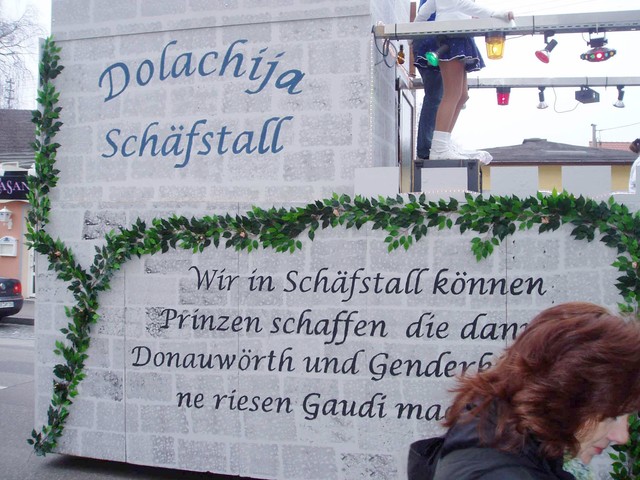 Dolachija
Schäfstall
Wir in Schäfstall können
Prinzen schaffen die
Donauwörth und
ne riesen Gaudi